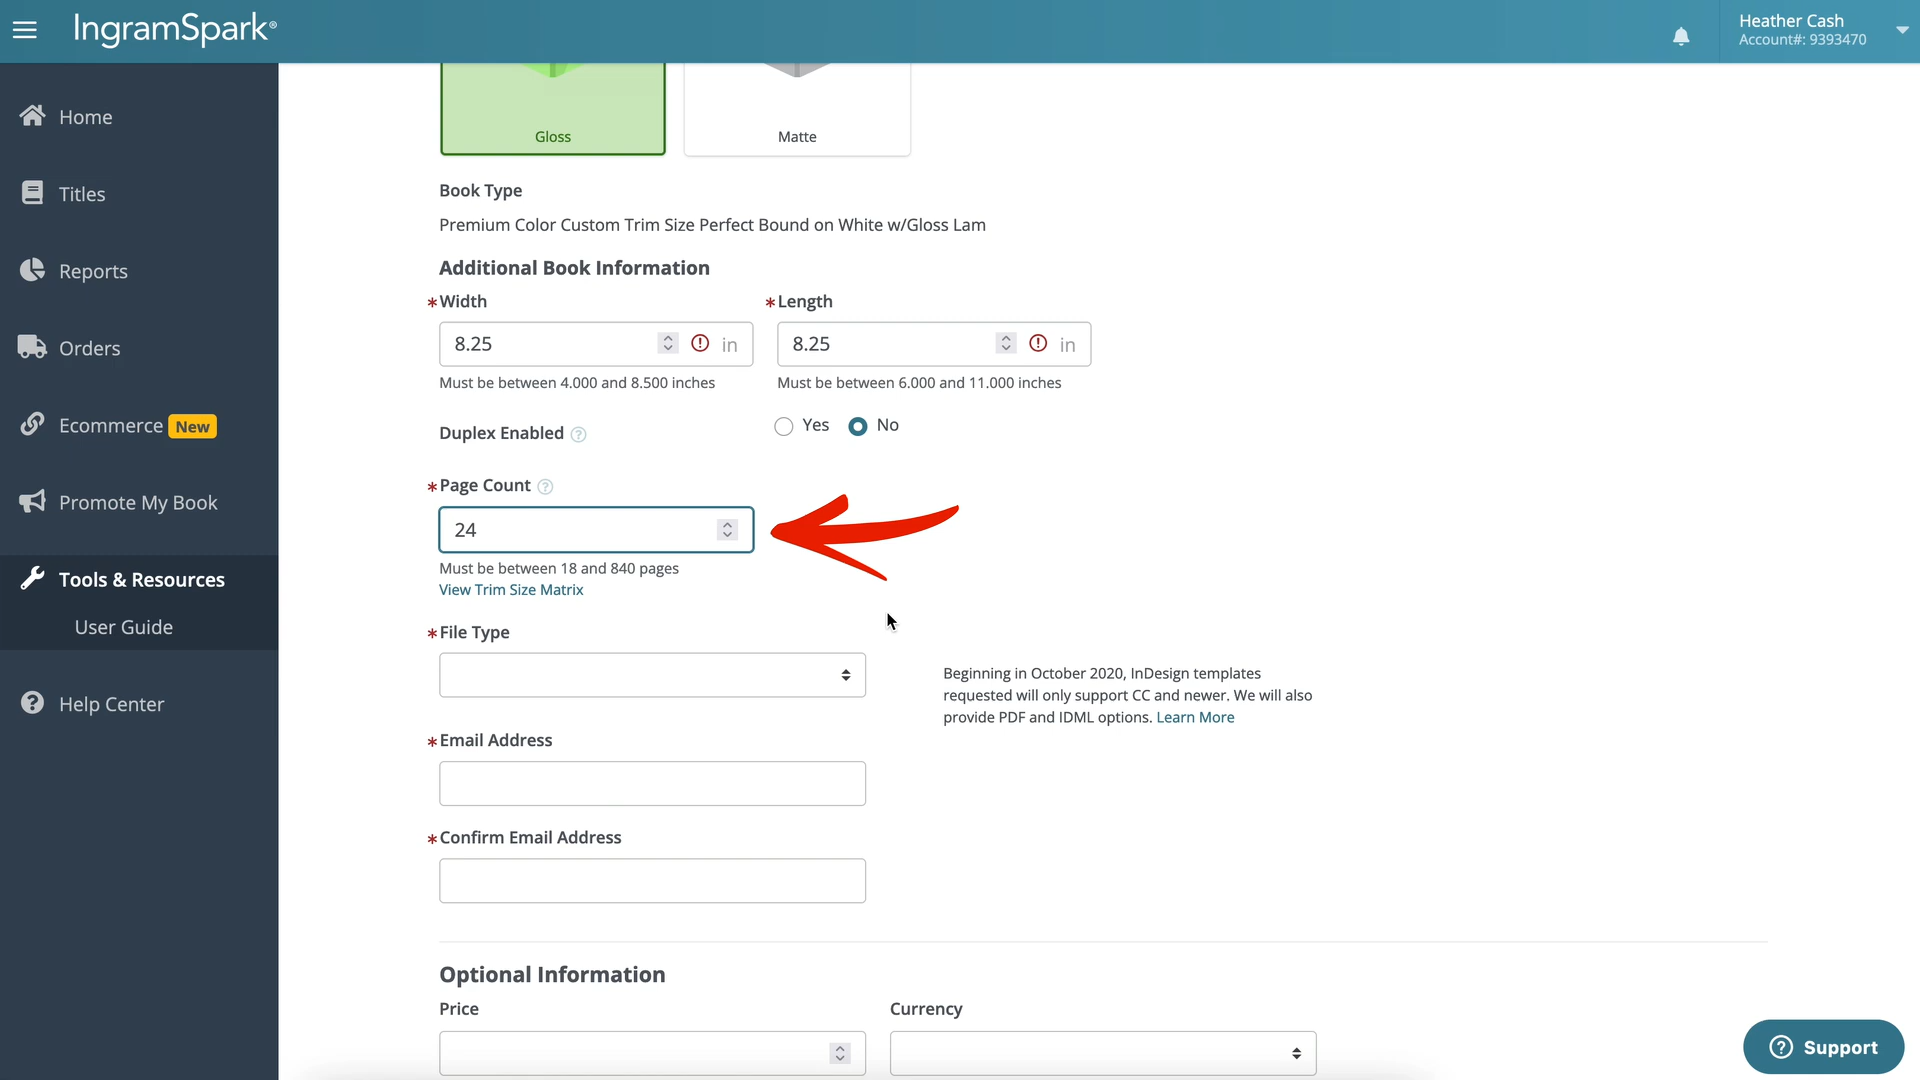 IngramSpark®
Heather Cash
Account#: 9393470
Home
Titles
Reports
Orders
Ecommerce New
Promote My Book
Tools & Resources
User Guide
Help Center
Gloss
Matte
Book Type
Premium Color Custom Trim Size Perfect Bound on White w/Gloss Lam
Additional Book Information
*Width
*Length
8.25 in
8.25 in
Must be between 4.000 and 8.500 inches
Must be between 6.000 and 11.000 inches
Duplex Enabled ?
Yes No
*Page Count ?
24
Must be between 18 and 840 pages
View Trim Size Matrix
*File Type
Beginning in October 2020, InDesign templates
requested will only support CC and newer. We will also
provide PDF and IDML options. Learn More
*Email Address
*Confirm Email Address
Optional Information
Price
Currency
? Support